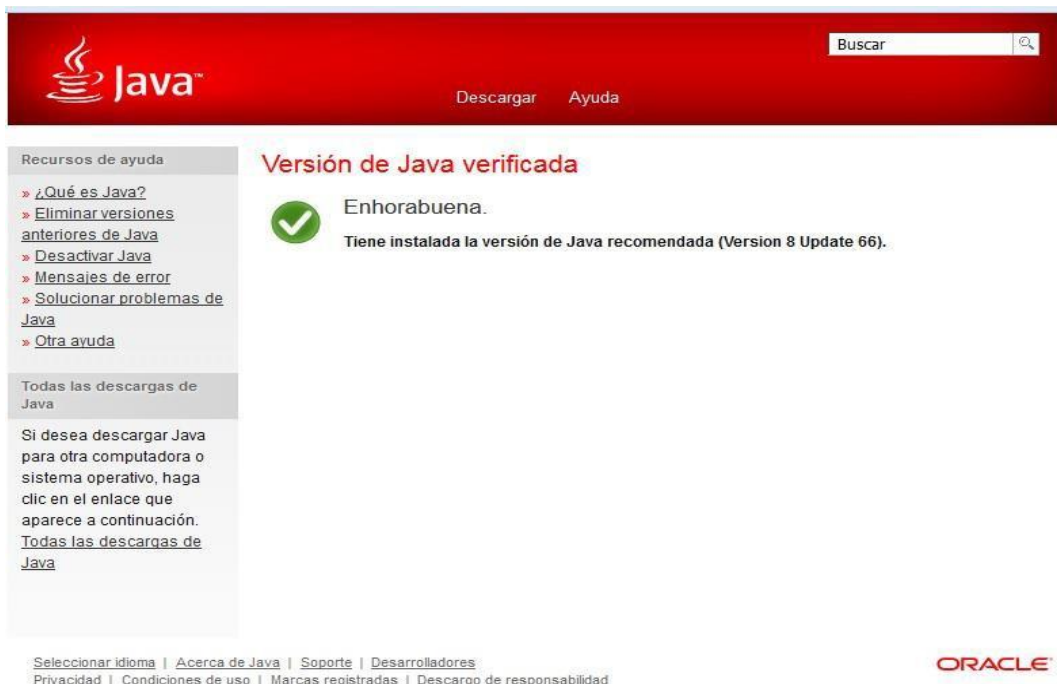 Java™
Buscar
Descargar Ayuda
Recursos de ayuda
» ¿Qué es Java?
» Eliminar versiones
anteriores de Java
» Desactivar Java
» Mensajes de error
» Solucionar problemas de
Java
» Otra ayuda
Todas las descargas de
Java
Si desea descargar Java
para otra computadora o
sistema operativo, haga
clic en el enlace que
aparece a continuación.
Todas las descargas de
Java
Versión de Java verificada
Enhorabuena.
Tiene instalada la versión de Java recomendada (Version 8 Update 66).
Seleccionar idioma | Acerca de Java | Soporte | Desarrolladores
Privacidad | Condiciones de uso | Marcas registradas | Descargo de responsabilidad
ORACLE